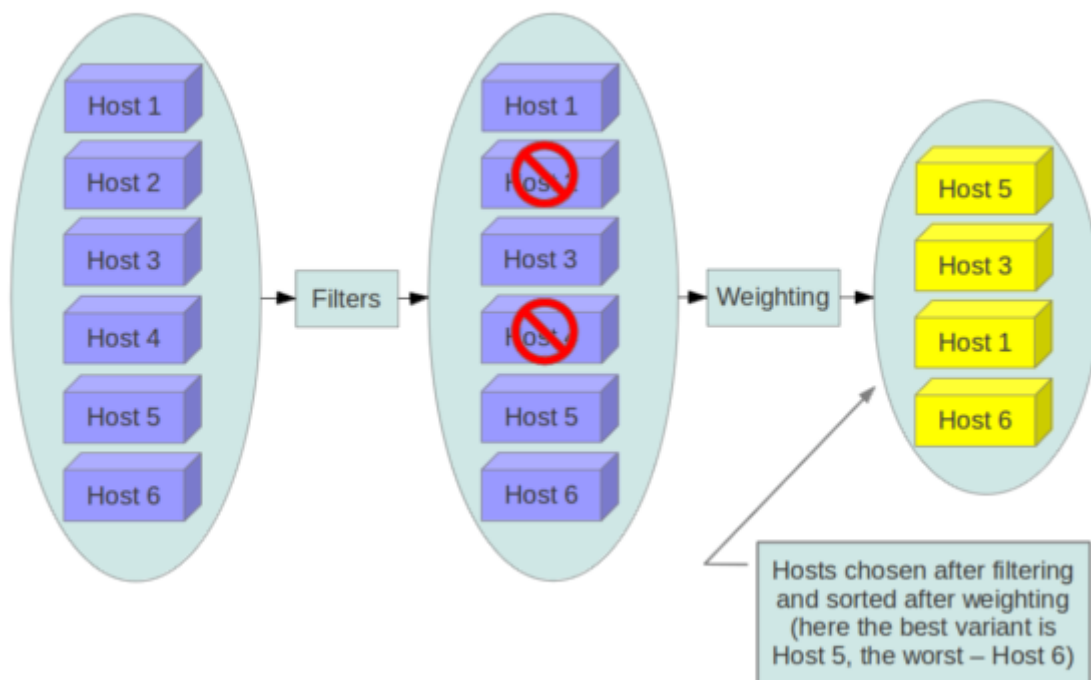 Host 1
Host 2
Host 3
Host 4
Host 5
Host 6
Filters
Host 1
Host
Host 3
Host
Host 5
Host 6
Weighting
Host 5
Host 3
Host 1
Host 6
Hosts chosen after filtering
and sorted after weighting
(here the best variant is
Host 5, the worst – Host 6)